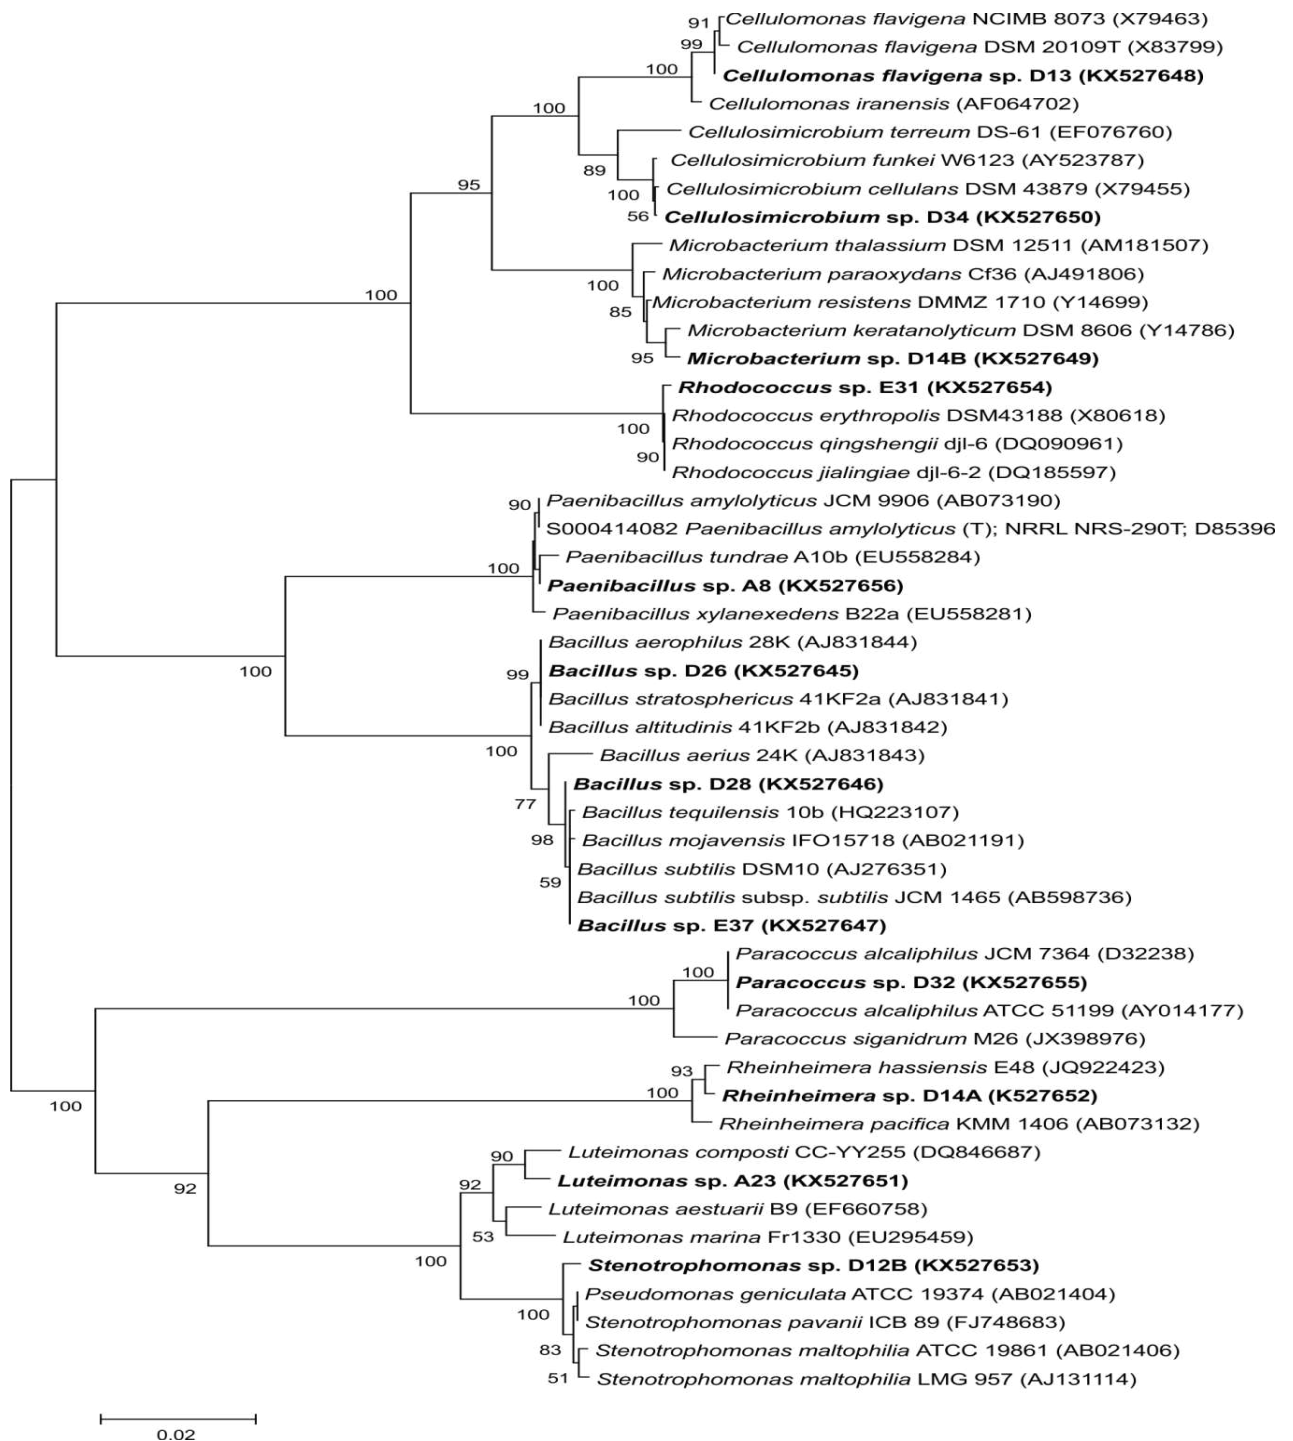 91 Cellulomonas flavigena NCIMB 8073 (X79463)
99 Cellulomonas flavigena DSM 20109T (X83799)
100 Cellulomonas flavigena sp. D13 (KX527648)
Cellulomonas iranensis (AF064702)
100
Cellulosimicrobium terreum DS-61 (EF076760)
Cellulosimicrobium funkei W6123 (AY523787)
89
Cellulosimicrobium cellulans DSM 43879 (X79455)
95
100
56 Cellulosimicrobium sp. D34 (KX527650)
Microbacterium thalassium DSM 12511 (AM181507)
Microbacterium paraoxydans Cf36 (AJ491806)
100
Microbacterium resistens DMMZ 1710 (Y14699)
100
85
Microbacterium keratanolyticum DSM 8606 (Y14786)
95 Microbacterium sp. D14B (KX527649)
Rhodococcus sp. E31 (KX527654)
Rhodococcus erythropolis DSM43188 (X80618)
100
Rhodococcus qingshengii djl-6 (DQ090961)
90
Rhodococcus jialingiae djl-6-2 (DQ185597)
90 Paenibacillus amylolyticus JCM 9906 (AB073190)
S000414082 Paenibacillus amylolyticus (T); NRRL NRS-290T; D85396
Paenibacillus tundrae A10b (EU558284)
100
Paenibacillus sp. A8 (KX527656)
Paenibacillus xylanexedens B22a (EU558281)
Bacillus aerophilus 28K (AJ831844)
100
99 Bacillus sp. D26 (KX527645)
Bacillus stratosphericus 41KF2a (AJ831841)
Bacillus altitudinis 41KF2b (AJ831842)
100
Bacillus aerius 24K (AJ831843)
Bacillus sp. D28 (KX527646)
77
Bacillus tequilensis 10b (HQ223107)
98 Bacillus mojavensis IFO15718 (AB021191)
Bacillus subtilis DSM10 (AJ276351)
59
Bacillus subtilis subsp. subtilis JCM 1465 (AB598736)
Bacillus sp. E37 (KX527647)
Paracoccus alcaliphilus JCM 7364 (D32238)
100
Paracoccus sp. D32 (KX527655)
100
Paracoccus alcaliphilus ATCC 51199 (AY014177)
Paracoccus siganidrum M26 (JX398976)
93 Rheinheimera hassiensis E48 (JQ922423)
100 Rheinheimera sp. D14A (K527652)
100
Rheinheimera pacifica KMM 1406 (AB073132)
90 Luteimonas composti CC-YY255 (DQ846687)
92
92 Luteimonas sp. A23 (KX527651)
Luteimonas aestuarii B9 (EF660758)
53 Luteimonas marina Fr1330 (EU295459)
100
Stenotrophomonas sp. D12B (KX527653)
Pseudomonas geniculata ATCC 19374 (AB021404)
100
Stenotrophomonas pavanii ICB 89 (FJ748683)
83 Stenotrophomonas maltophilia ATCC 19861 (AB021406)
51 Stenotrophomonas maltophilia LMG 957 (AJ131114)
0.02